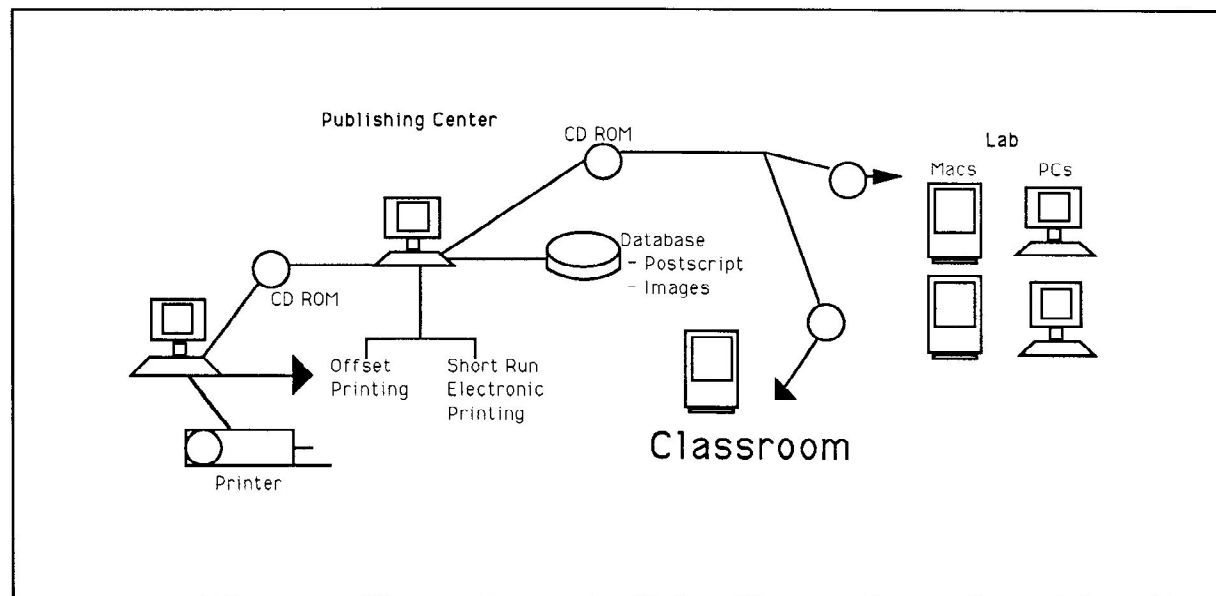 Publishing Center
CD ROM
Lab
Macs
PCs
Database
- Postscript
- Images
CD ROM
Offset
Printing
Short Run
Electronic
Printing
Classroom
Printer